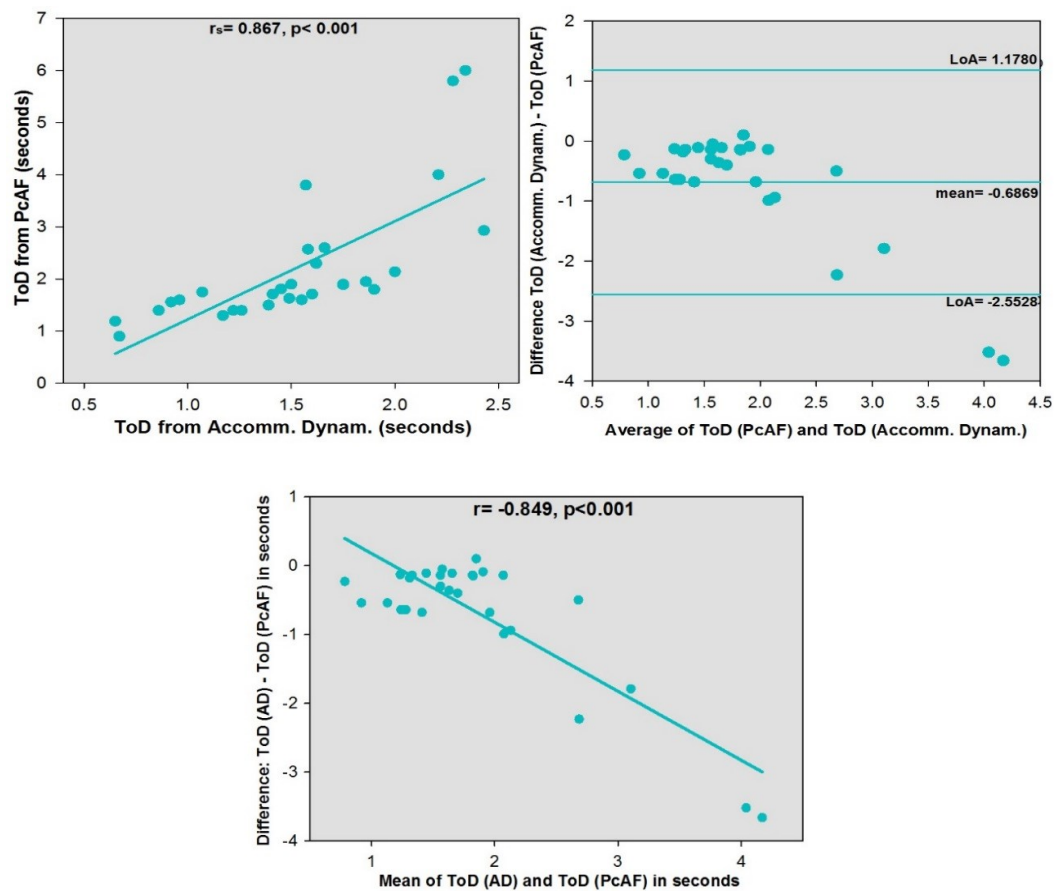 r_s= 0.867, p< 0.001
ToD from PcAF (seconds)
7
6
5
4
3
2
1
0
0.5 1.0 1.5 2.0 2.5
ToD from Accomm. Dynam. (seconds)
Difference ToD (Accomm. Dynam.) - ToD (PcAF)
2
1
0
-1
-2
-3
-4
LoA= 1.1780
mean= -0.6869
LoA= -2.5528
0.5 1.0 1.5 2.0 2.5 3.0 3.5 4.0 4.5
Average of ToD (PcAF) and ToD (Accomm. Dynam.)
r= -0.849, p<0.001
Difference: ToD (AD) - ToD (PcAF) in seconds
1
0
-1
-2
-3
-4
1 2 3 4
Mean of ToD (AD) and ToD (PcAF) in seconds